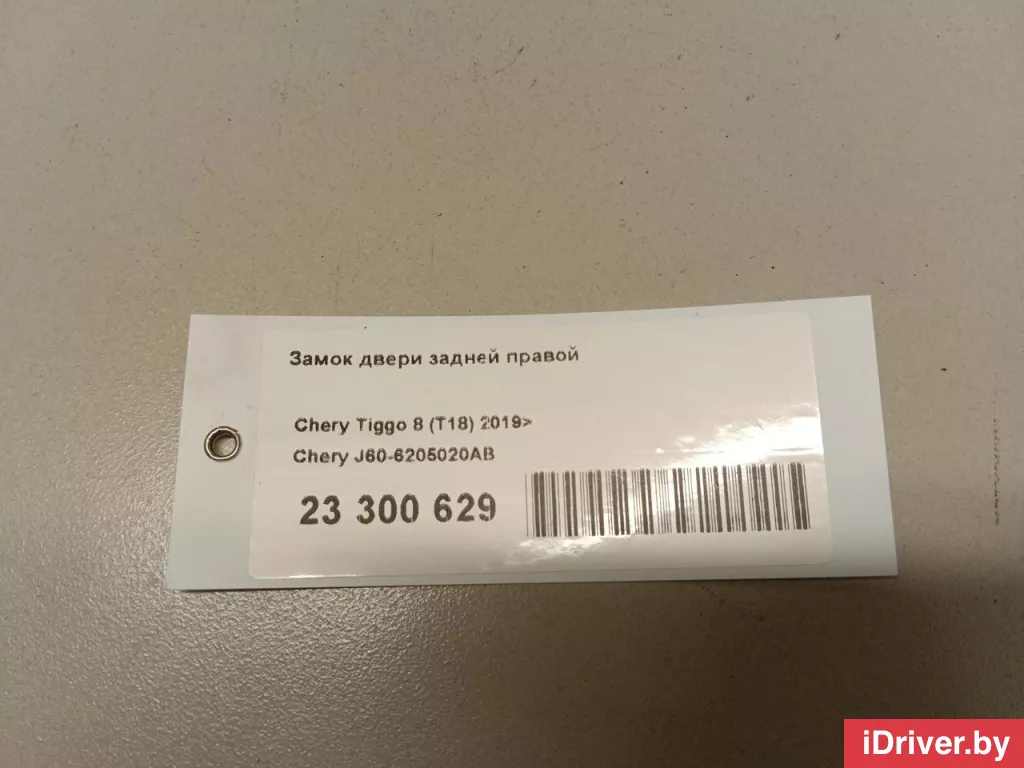 Замок двери задней правой
Chery Tiggo 8 (T18) 2019>
Chery J60-6205020AB
23 300 629
iDriver.by